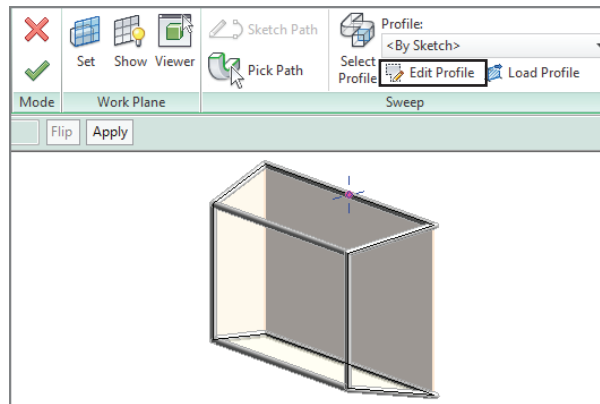 Set
Show
Viewer
Sketch Path
Pick Path
Select
Profile
Profile:
<By Sketch>
Edit Profile
Load Profile
Mode
Work Plane
Sweep
Flip
Apply